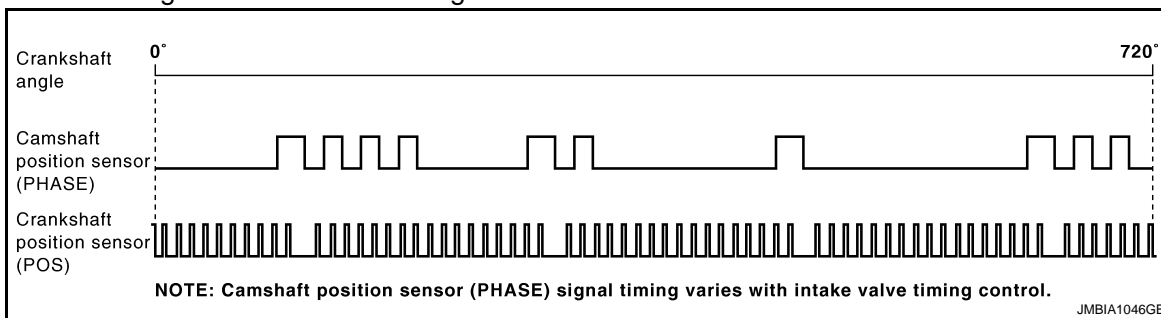 0° 720°
Crankshaft
angle
Camshaft
position sensor
(PHASE)
Crankshaft
position sensor
(POS)
NOTE: Camshaft position sensor (PHASE) signal timing varies with intake valve timing control.
JMBIA1046GB